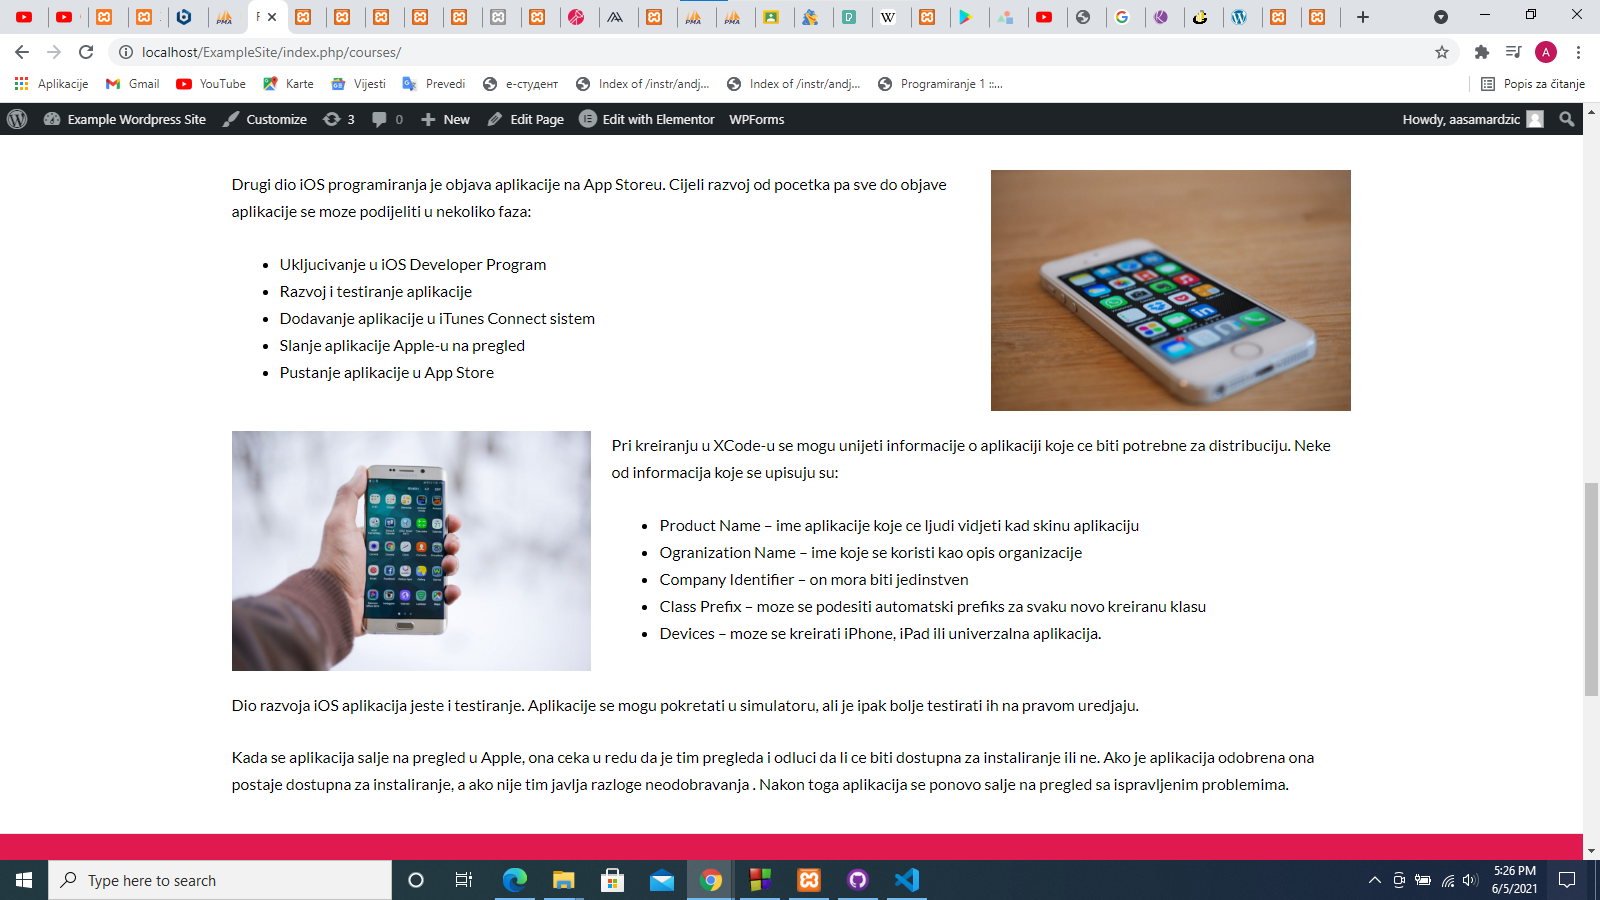 F
localhost/ExampleSite/index.php/courses/
A
Aplikacije Gmail YouTube Karte Vijesti Prevedi е-студент Index of /instr/andj... Index of /instr/andj... Programiranje 1 ::... Popis za čitanje
Example Wordpress Site Customize 3 0 New Edit Page Edit with Elementor WPForms Howdy, aasamardzic
Drugi dio iOS programiranja je objava aplikacije na App Storeu. Cijeli razvoj od pocetka pa sve do objave
aplikacije se moze podijeliti u nekoliko faza:
• Ukljucivanje u iOS Developer Program
• Razvoj i testiranje aplikacije
• Dodavanje aplikacije u iTunes Connect sistem
• Slanje aplikacije Apple-u na pregled
• Pustanje aplikacije u App Store
Pri kreiranju u XCode-u se mogu unijeti informacije o aplikaciji koje ce biti potrebne za distribuciju. Neke
od informacija koje se upisuju su:
• Product Name – ime aplikacije koje ce ljudi vidjeti kad skinu aplikaciju
• Ogranization Name – ime koje se koristi kao opis organizacije
• Company Identifier – on mora biti jedinstven
• Class Prefix – moze se podesiti automatski prefiks za svaku novo kreiranu klasu
• Devices – moze se kreirati iPhone, iPad ili univerzalna aplikacija.
Dio razvoja iOS aplikacija jeste i testiranje. Aplikacije se mogu pokretati u simulatoru, ali je ipak bolje testirati ih na pravom uredjaju.
Kada se aplikacija salje na pregled u Apple, ona ceka u redu da je tim pregleda i odluci da li ce biti dostupna za instaliranje ili ne. Ako je aplikacija odobrena ona
postaje dostupna za instaliranje, a ako nije tim javlja razloge neodobravanja . Nakon toga aplikacija se ponovo salje na pregled sa ispravljenim problemima.
Type here to search
5:26 PM
6/5/2021